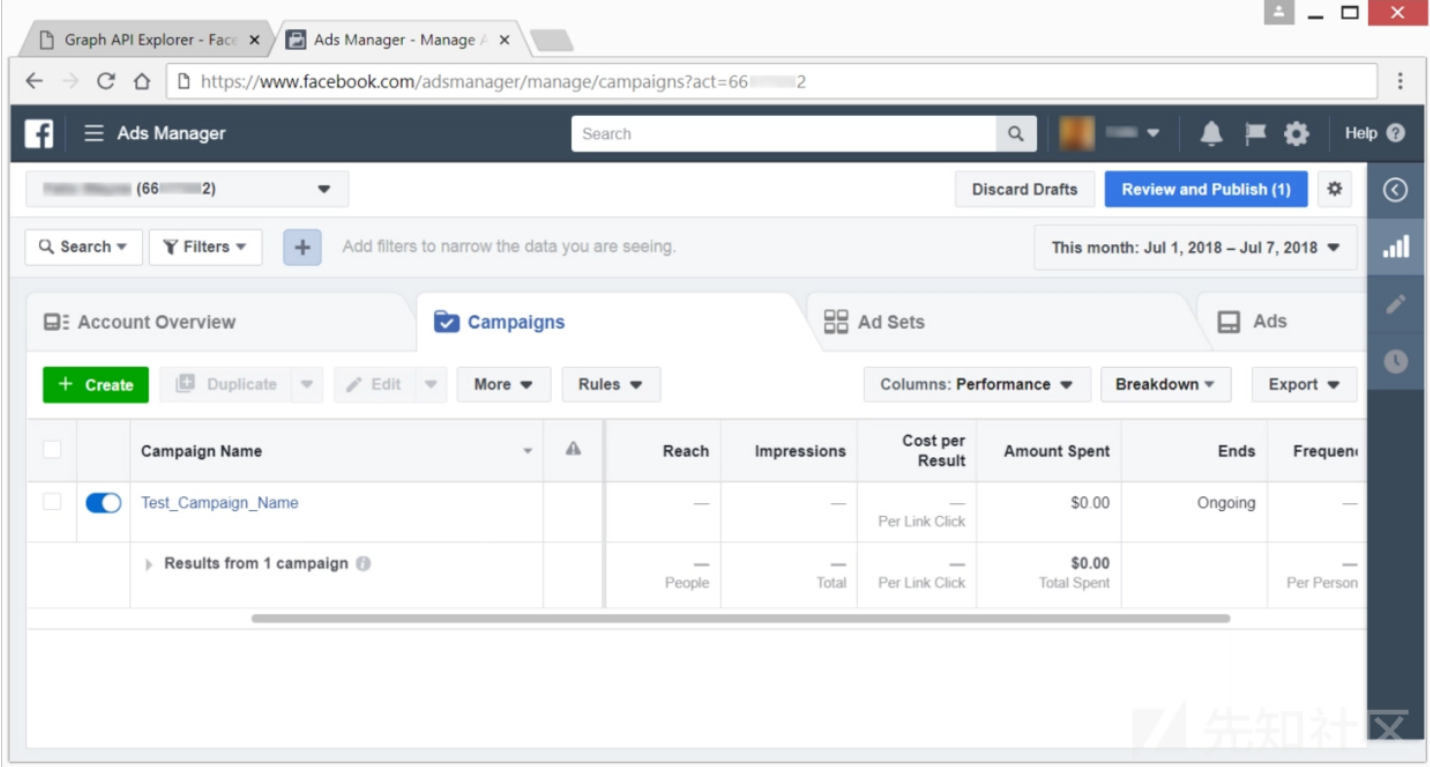 Graph API Explorer - Face
Ads Manager - Manage A
https://www.facebook.com/adsmanager/manage/campaigns?act=66 2
Ads Manager
Search
Help
(66 2)
Discard Drafts
Review and Publish (1)
Search
Filters
Add filters to narrow the data you are seeing.
This month: Jul 1, 2018 – Jul 7, 2018
Account Overview
Campaigns
Ad Sets
Ads
+ Create
Duplicate
Edit
More
Rules
Columns: Performance
Breakdown
Export
Campaign Name
Reach
Impressions
Cost per
Result
Amount Spent
Ends
Frequen
Test_Campaign_Name
—
—
—
Per Link Click
$0.00
Ongoing
—
Results from 1 campaign
—
People
—
Total
—
Per Link Click
$0.00
Total Spent
—
Per Person
先知社区